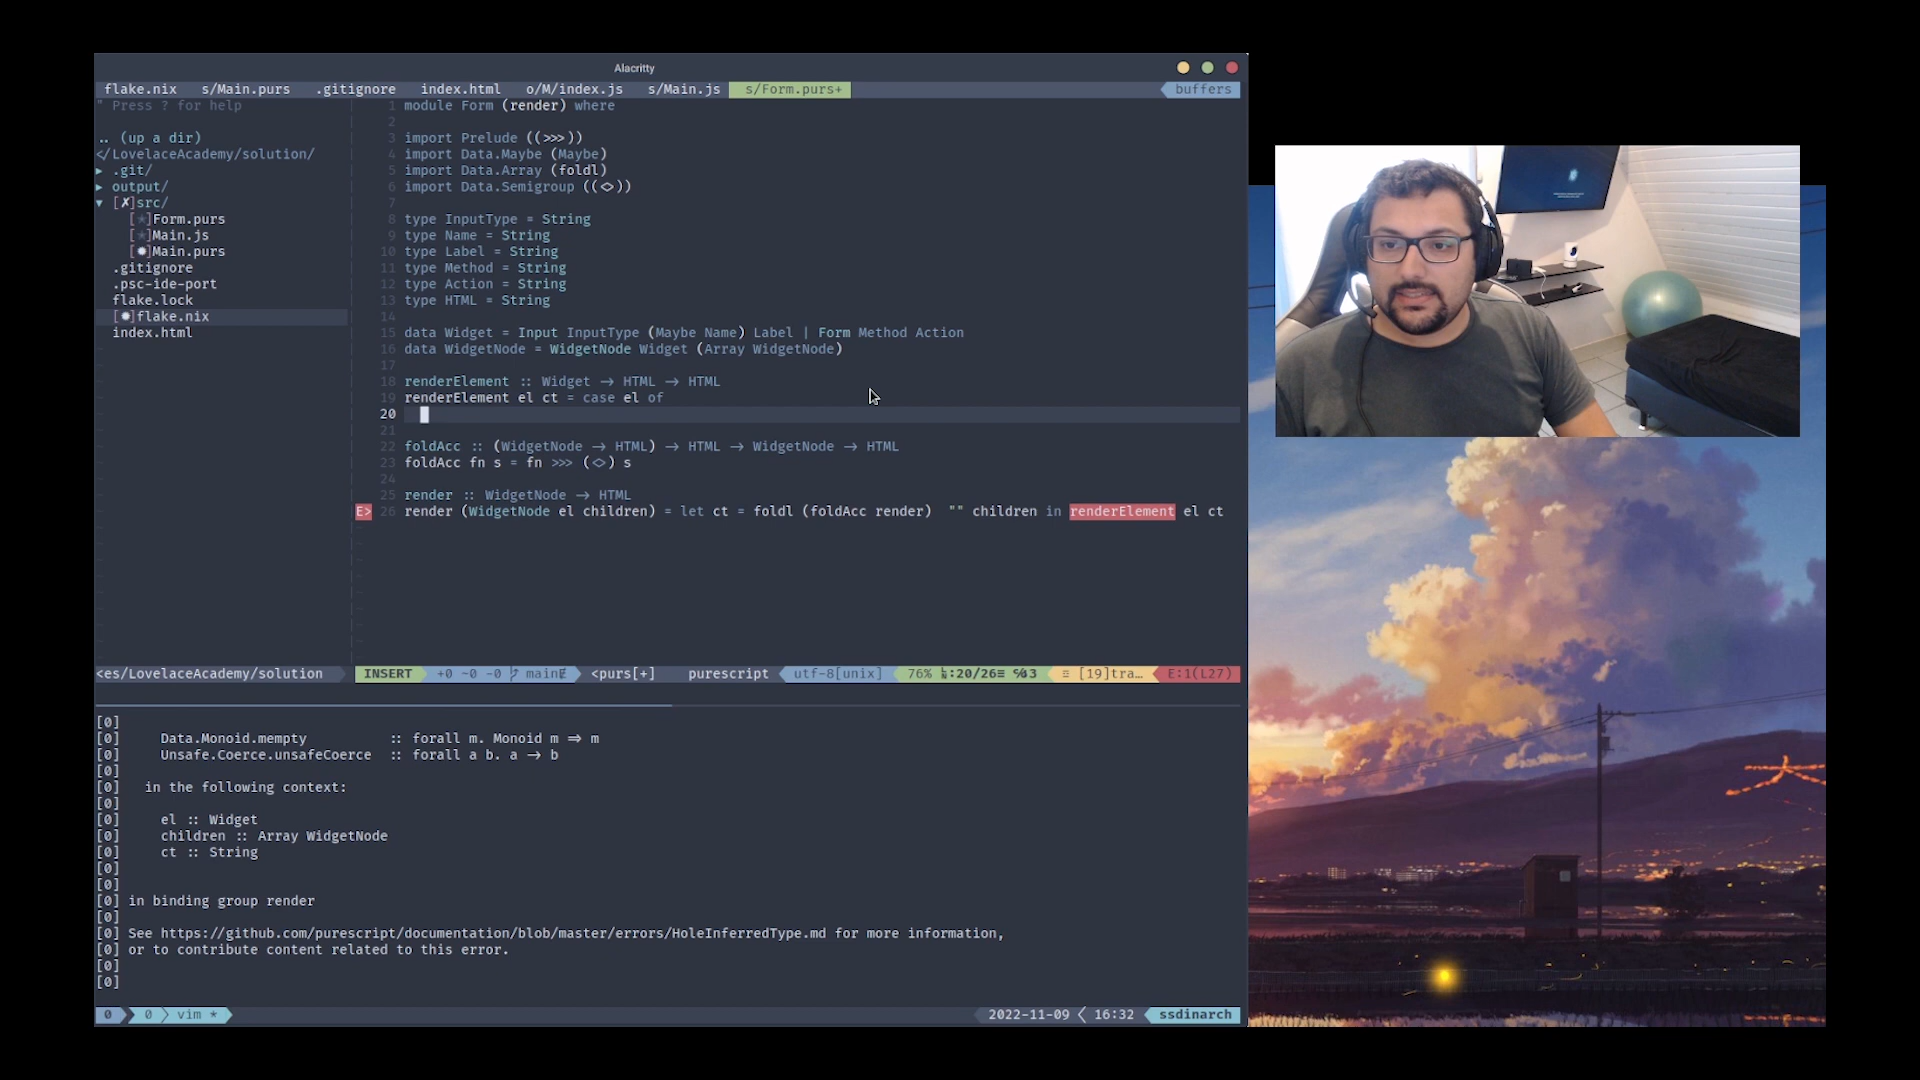 Alacritty
flake.nix s/Main.purs .gitignore index.html o/M/index.js s/Main.js s/Form.purs+ buffers
" Press ? for help
.. (up a dir)
</LovelaceAcademy/solution/
▸ .git/
▸ output/
▾ [✗]src/
[★]Form.purs
[★]Main.js
[✹]Main.purs
.gitignore
.psc-ide-port
flake.lock
[✹]flake.nix
index.html
1 module Form (render) where
2
3 import Prelude ((>>>))
4 import Data.Maybe (Maybe)
5 import Data.Array (foldl)
6 import Data.Semigroup ((<>))
7
8 type InputType = String
9 type Name = String
10 type Label = String
11 type Method = String
12 type Action = String
13 type HTML = String
14
15 data Widget = Input InputType (Maybe Name) Label | Form Method Action
16 data WidgetNode = WidgetNode Widget (Array WidgetNode)
17
18 renderElement :: Widget → HTML → HTML
19 renderElement el ct = case el of
20
21
22 foldAcc :: (WidgetNode → HTML) → HTML → WidgetNode → HTML
23 foldAcc fn s = fn >>> (<>) s
24
25 render :: WidgetNode → HTML
E> 26 render (WidgetNode el children) = let ct = foldl (foldAcc render) "" children in renderElement el ct
<es/LovelaceAcademy/solution INSERT +0 ~0 -0 main <purs[+] purescript utf-8[unix] 76% :20/26≡ ℅43 [19]tra… E:1(L27)
[0]
[0] Data.Monoid.mempty :: forall m. Monoid m ⇒ m
[0] Unsafe.Coerce.unsafeCoerce :: forall a b. a → b
[0]
[0] in the following context:
[0]
[0] el :: Widget
[0] children :: Array WidgetNode
[0] ct :: String
[0]
[0]
[0] in binding group render
[0]
[0] See https://github.com/purescript/documentation/blob/master/errors/HoleInferredType.md for more information,
[0] or to contribute content related to this error.
[0]
[0]
0 0 vim * 2022-11-09 16:32 ssdinarch